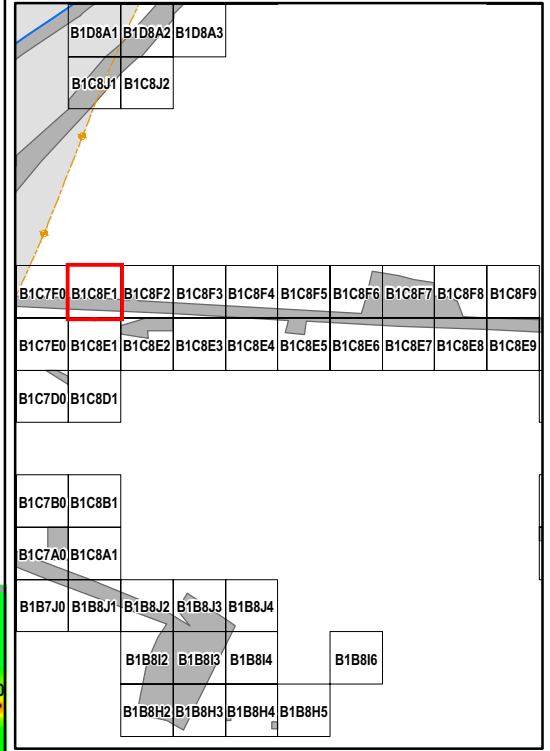 B1D8A1 B1D8A2 B1D8A3
B1C8J1 B1C8J2
B1C7F0 B1C8F1 B1C8F2 B1C8F3 B1C8F4 B1C8F5 B1C8F6 B1C8F7 B1C8F8 B1C8F9
B1C7E0 B1C8E1 B1C8E2 B1C8E3 B1C8E4 B1C8E5 B1C8E6 B1C8E7 B1C8E8 B1C8E9
B1C7D0 B1C8D1
B1C7B0 B1C8B1
B1C7A0 B1C8A1
B1B7J0 B1B8J1 B1B8J2 B1B8J3 B1B8J4
B1B8I2 B1B8I3 B1B8I4 B1B8I6
B1B8H2 B1B8H3 B1B8H4 B1B8H5